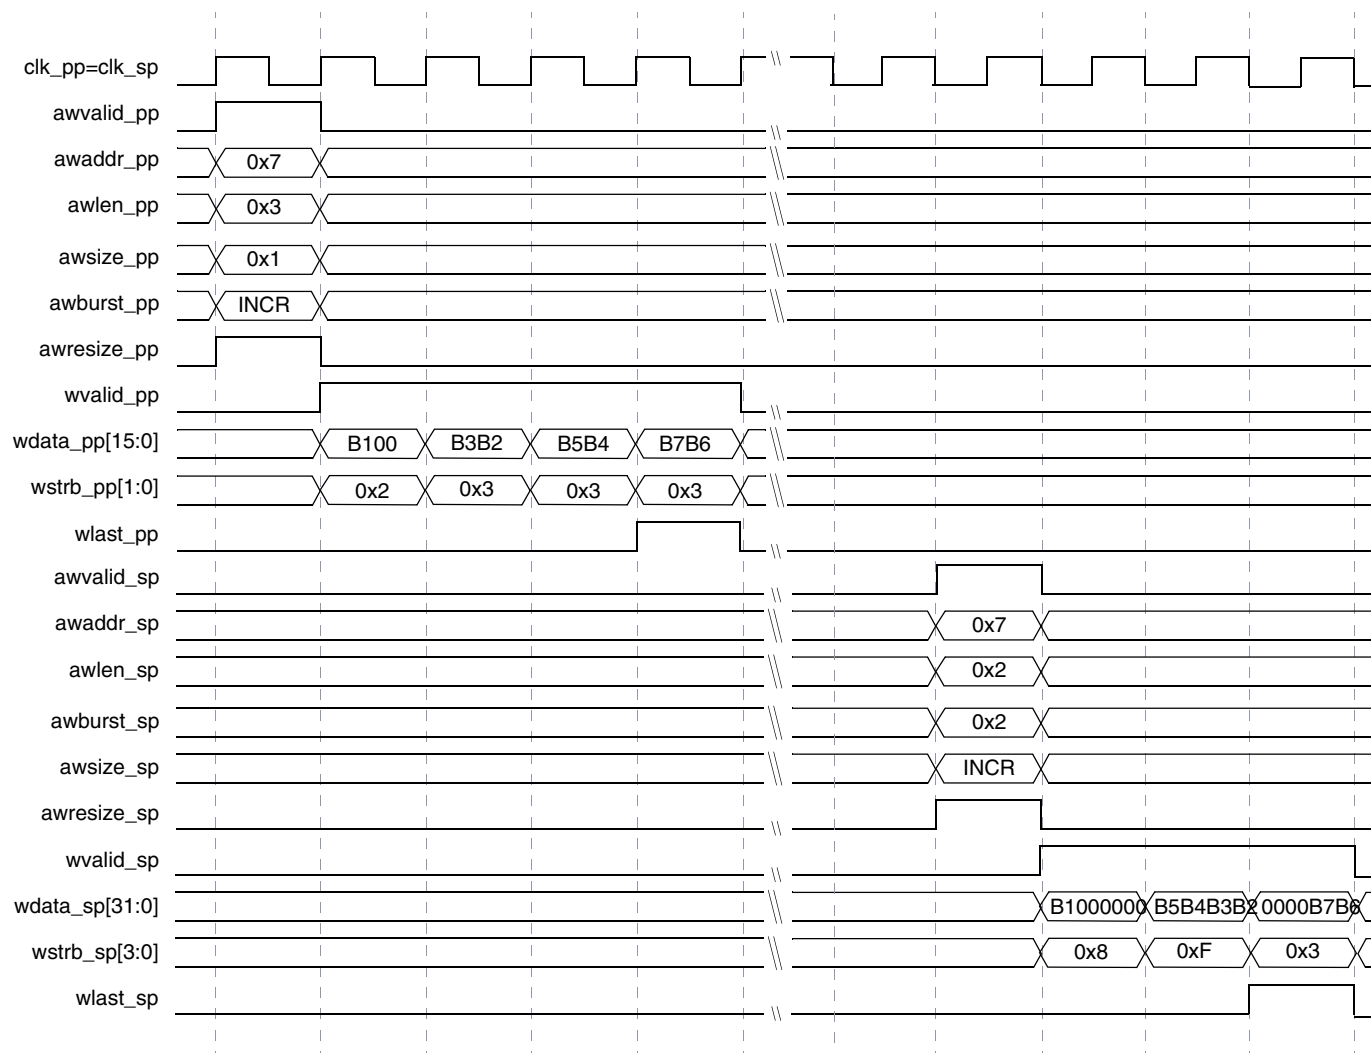 clk_pp=clk_sp
awvalid_pp
awaddr_pp 0x7
awlen_pp 0x3
awsize_pp 0x1
awburst_pp INCR
awresize_pp
wvalid_pp
wdata_pp[15:0] B100 B3B2 B5B4 B7B6
wstrb_pp[1:0] 0x2 0x3 0x3 0x3
wlast_pp
awvalid_sp
awaddr_sp 0x7
awlen_sp 0x2
awburst_sp 0x2
awsize_sp INCR
awresize_sp
wvalid_sp
wdata_sp[31:0] B1000000 B5B4B3B2 0000B7B6
wstrb_sp[3:0] 0x8 0xF 0x3
wlast_sp